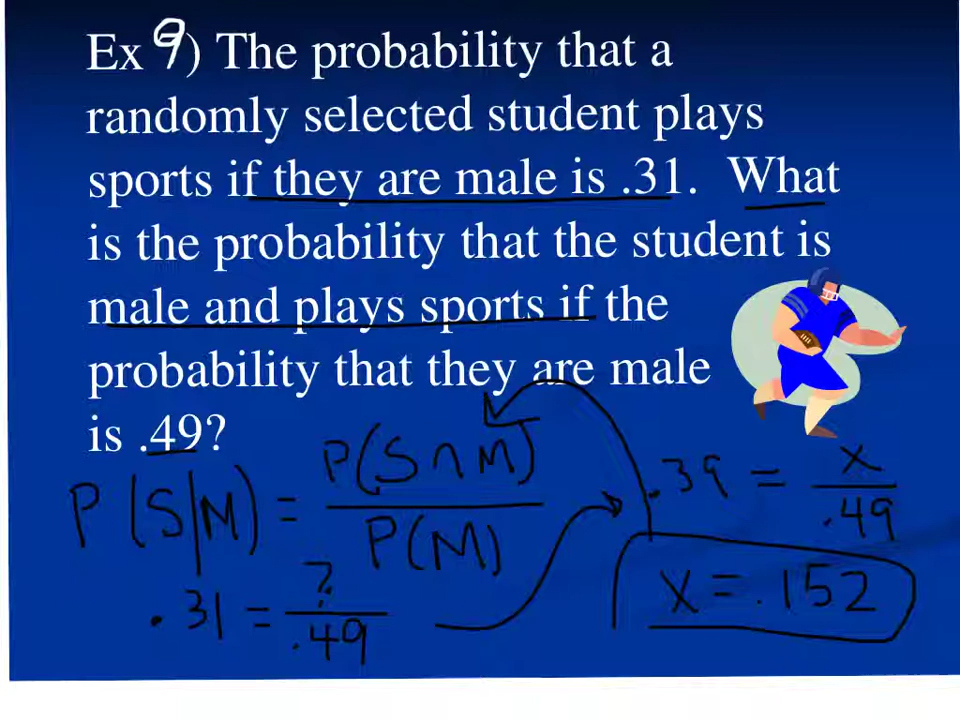 Ex 9) The probability that a
randomly selected student plays
sports if they are male is .31. What
is the probability that the student is
male and plays sports if the
probability that they are male
is .49?
P(S|M) = P(S∩M) / P(M)
.31 = ? / .49
.39 = x / .49
x = .152